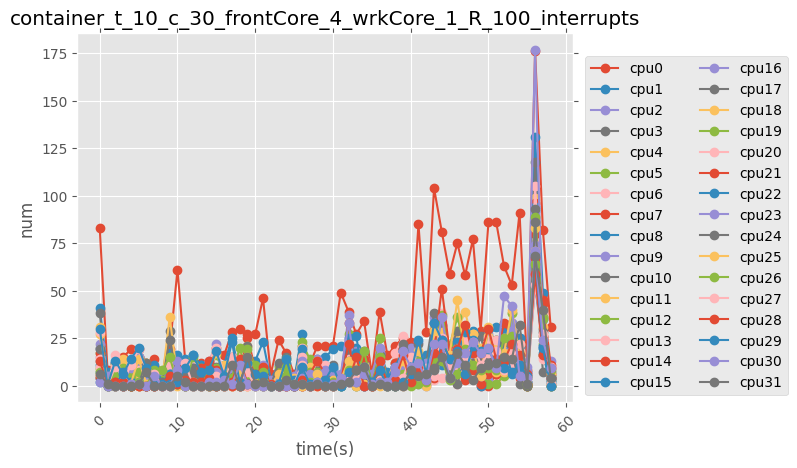 container_t_10_c_30_frontCore_4_wrkCore_1_R_100_interrupts
num
175
150
125
100
75
50
25
0
0
10
20
30
40
50
60
time(s)
cpu0
cpu1
cpu2
cpu3
cpu4
cpu5
cpu6
cpu7
cpu8
cpu9
cpu10
cpu11
cpu12
cpu13
cpu14
cpu15
cpu16
cpu17
cpu18
cpu19
cpu20
cpu21
cpu22
cpu23
cpu24
cpu25
cpu26
cpu27
cpu28
cpu29
cpu30
cpu31